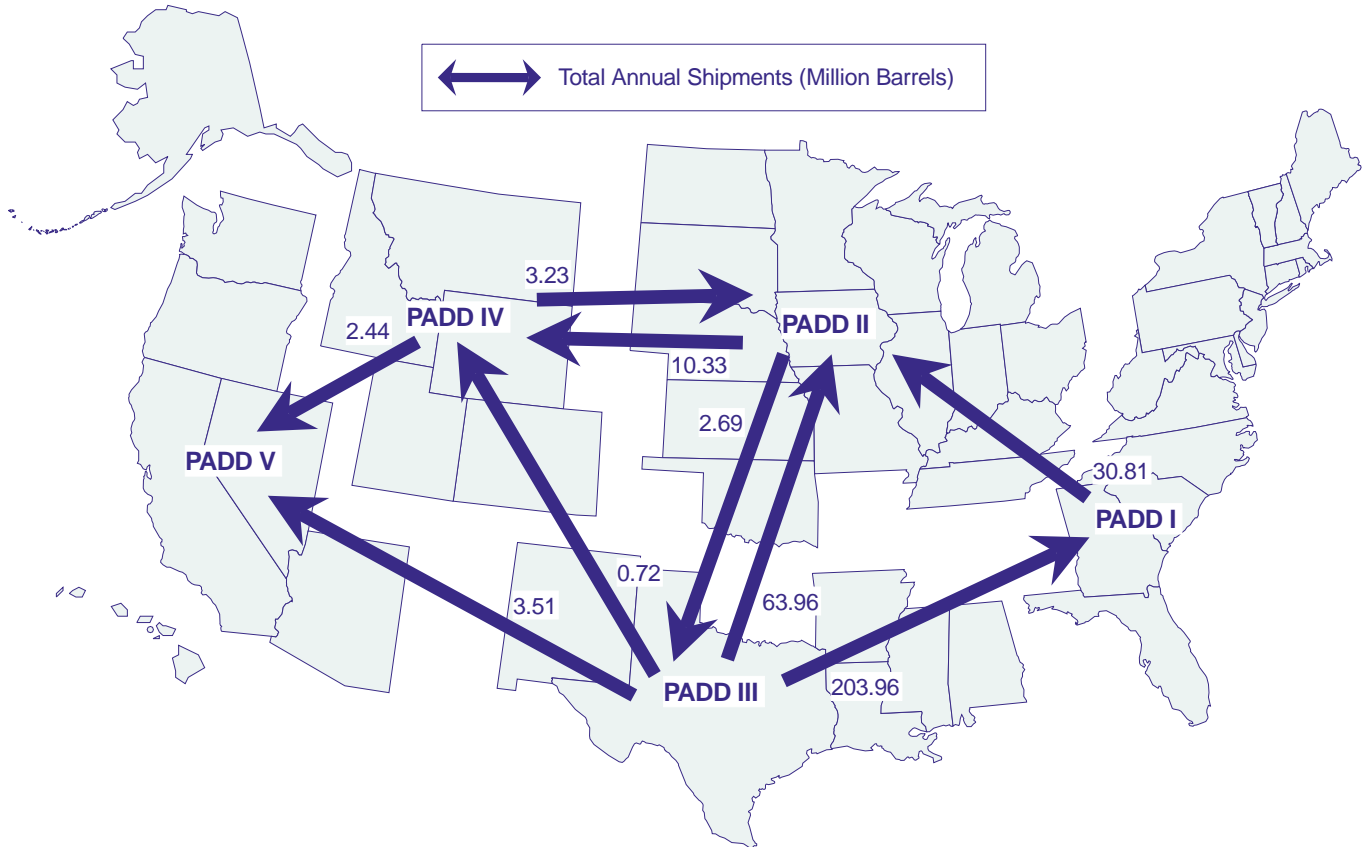 Total Annual Shipments (Million Barrels)
3.23
PADD IV
PADD II
2.44
10.33
2.69
PADD V
30.81
PADD I
0.72
3.51
63.96
PADD III
203.96